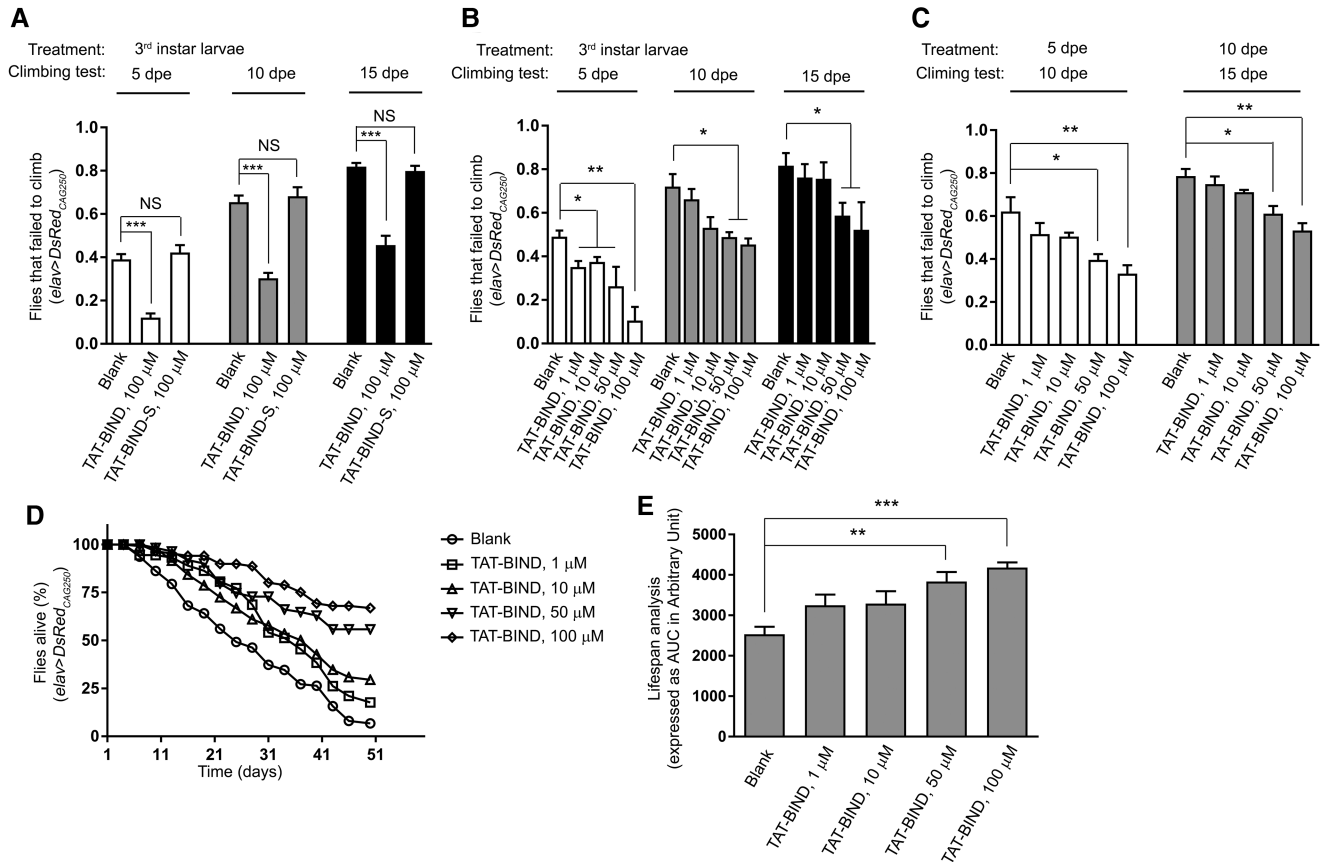 A
Treatment: 3rd instar larvae
Climbing test: 5 dpe 10 dpe 15 dpe
NS
***
NS
***
NS
***
Flies that failed to climb
(elav>DsRedCAG250)
1.0
0.8
0.6
0.4
0.2
0.0
Blank
TAT-BIND, 100 μM
TAT-BIND-S, 100 μM
Blank
TAT-BIND, 100 μM
TAT-BIND-S, 100 μM
Blank
TAT-BIND, 100 μM
TAT-BIND-S, 100 μM
B
Treatment: 3rd instar larvae
Climbing test: 5 dpe 10 dpe 15 dpe
**
*
*
*
Flies that failed to climb
(elav>DsRedCAG250)
1.0
0.8
0.6
0.4
0.2
0.0
Blank
TAT-BIND, 1 μM
TAT-BIND, 10 μM
TAT-BIND, 50 μM
TAT-BIND, 100 μM
Blank
TAT-BIND, 1 μM
TAT-BIND, 10 μM
TAT-BIND, 50 μM
TAT-BIND, 100 μM
Blank
TAT-BIND, 1 μM
TAT-BIND, 10 μM
TAT-BIND, 50 μM
TAT-BIND, 100 μM
C
Treatment: 5 dpe 10 dpe
Climing test: 10 dpe 15 dpe
**
*
**
*
Flies that failed to climb
(elav>DsRedCAG250)
1.0
0.8
0.6
0.4
0.2
0.0
Blank
TAT-BIND, 1 μM
TAT-BIND, 10 μM
TAT-BIND, 50 μM
TAT-BIND, 100 μM
Blank
TAT-BIND, 1 μM
TAT-BIND, 10 μM
TAT-BIND, 50 μM
TAT-BIND, 100 μM
D
Flies alive (%)
(elav>DsRedCAG250)
100
75
50
25
0
1 11 21 31 41 51
Time (days)
Blank
TAT-BIND, 1 μM
TAT-BIND, 10 μM
TAT-BIND, 50 μM
TAT-BIND, 100 μM
E
***
**
Lifespan analysis
(expressed as AUC in Arbitrary Unit)
5000
4000
3000
2000
1000
0
Blank
TAT-BIND, 1 μM
TAT-BIND, 10 μM
TAT-BIND, 50 μM
TAT-BIND, 100 μM